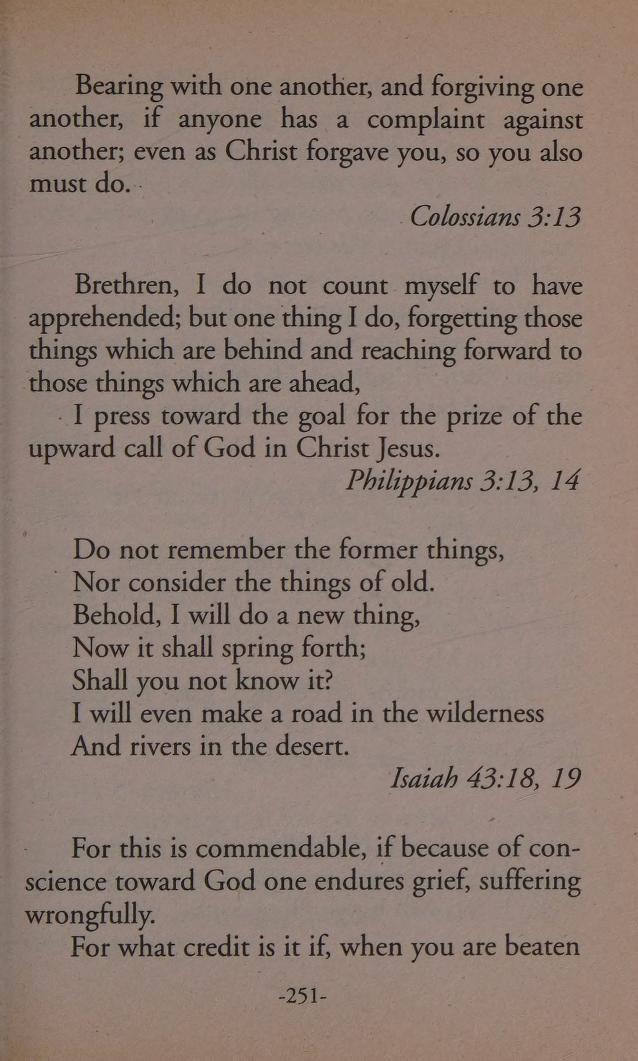 Bearing with one another, and forgiving one
another, if anyone has a complaint against
another; even as Christ forgave you, so you also
must do.
Colossians 3:13
Brethren, I do not count myself to have
apprehended; but one thing I do, forgetting those
things which are behind and reaching forward to
those things which are ahead,
I press toward the goal for the prize of the
upward call of God in Christ Jesus.
Philippians 3:13, 14
Do not remember the former things,
Nor consider the things of old.
Behold, I will do a new thing,
Now it shall spring forth;
Shall you not know it?
I will even make a road in the wilderness
And rivers in the desert.
Isaiah 43:18, 19
For this is commendable, if because of con-
science toward God one endures grief, suffering
wrongfully.
For what credit is it if, when you are beaten
-251-